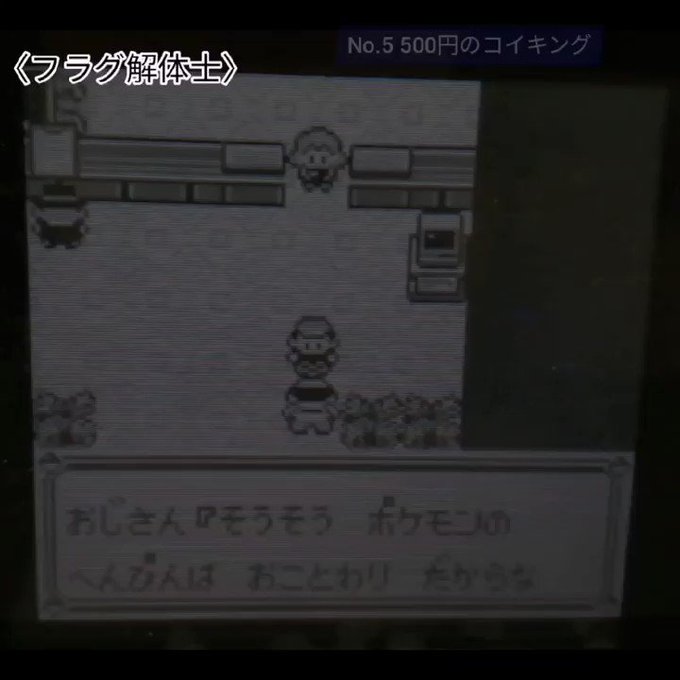 No.5 500円のコイキング
〈フラグ解体士〉
おじさん『そうそう ポケモンの
へんぴんは おことわり だからな